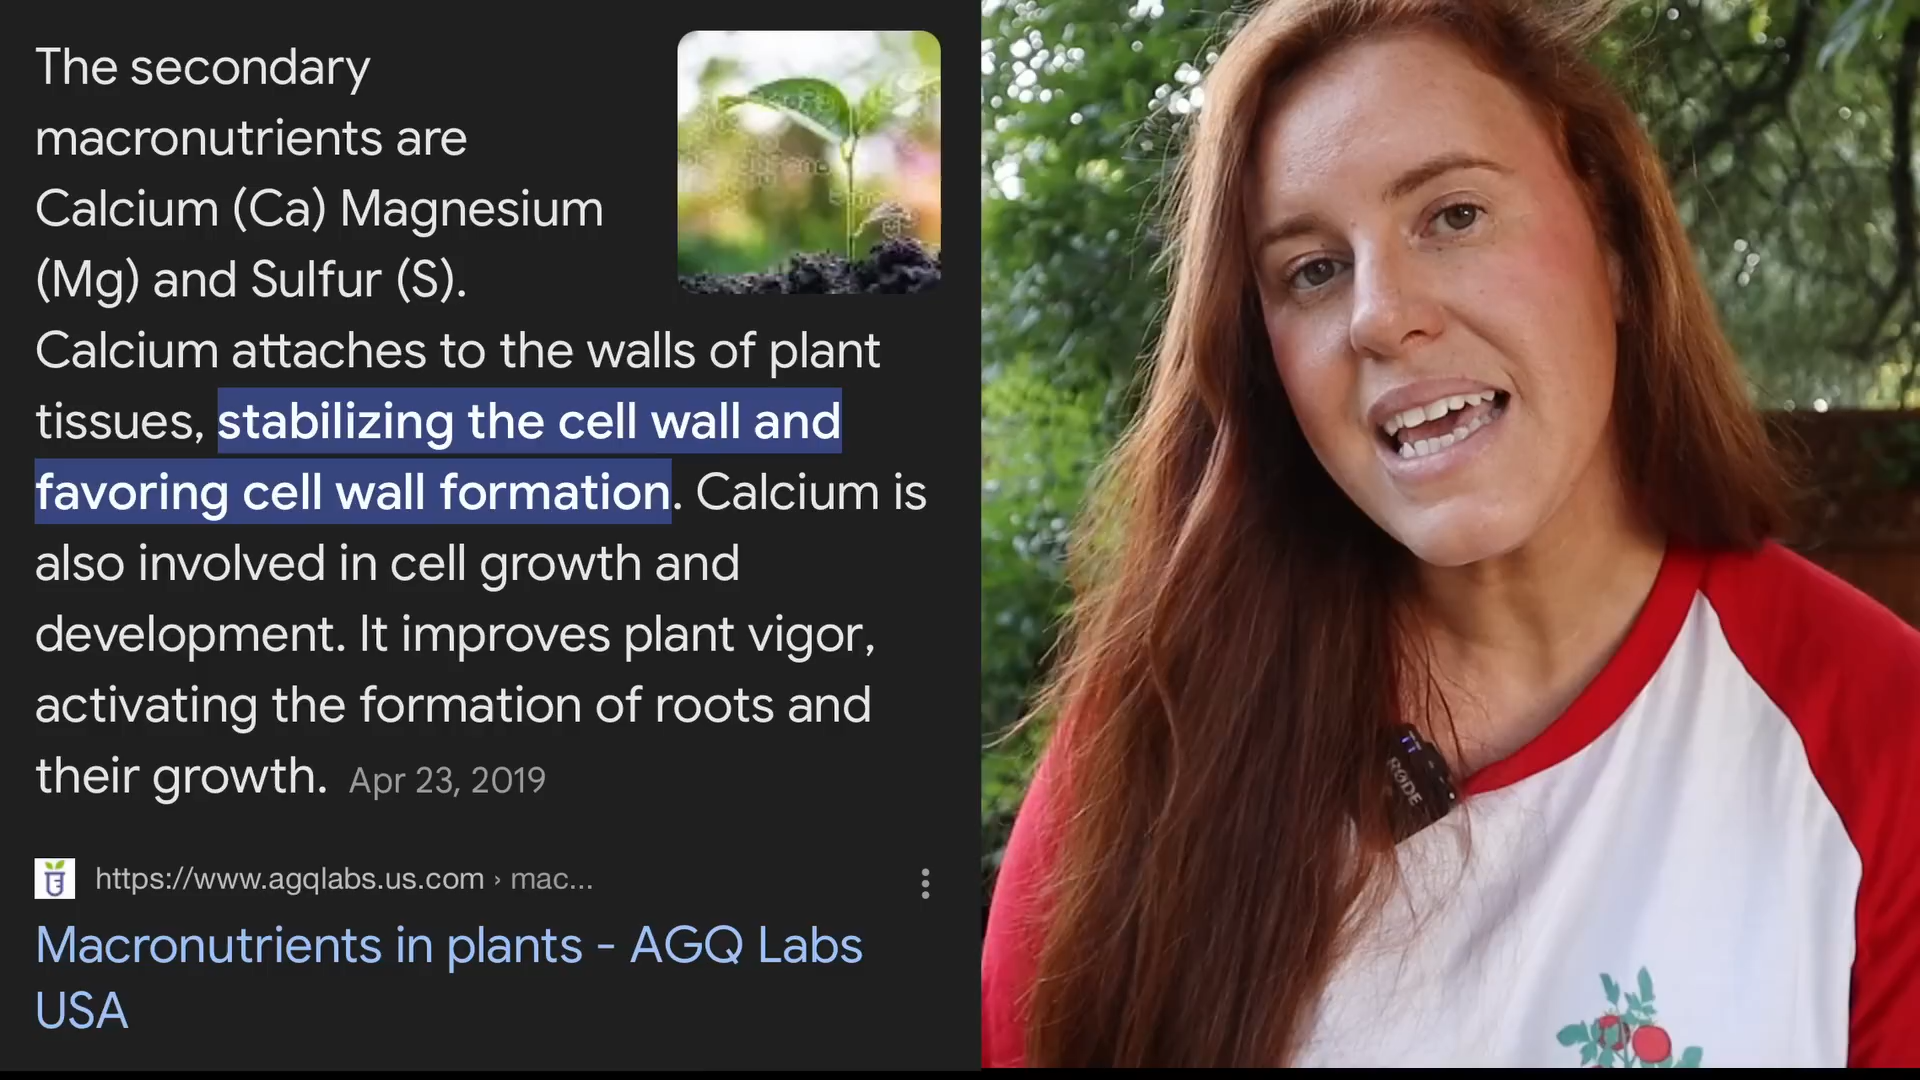 The secondary
macronutrients are
Calcium (Ca) Magnesium
(Mg) and Sulfur (S).
Calcium attaches to the walls of plant
tissues, stabilizing the cell wall and
favoring cell wall formation. Calcium is
also involved in cell growth and
development. It improves plant vigor,
activating the formation of roots and
their growth. Apr 23, 2019
https://www.agqlabs.us.com › mac...
Macronutrients in plants - AGQ Labs
USA
RØDE